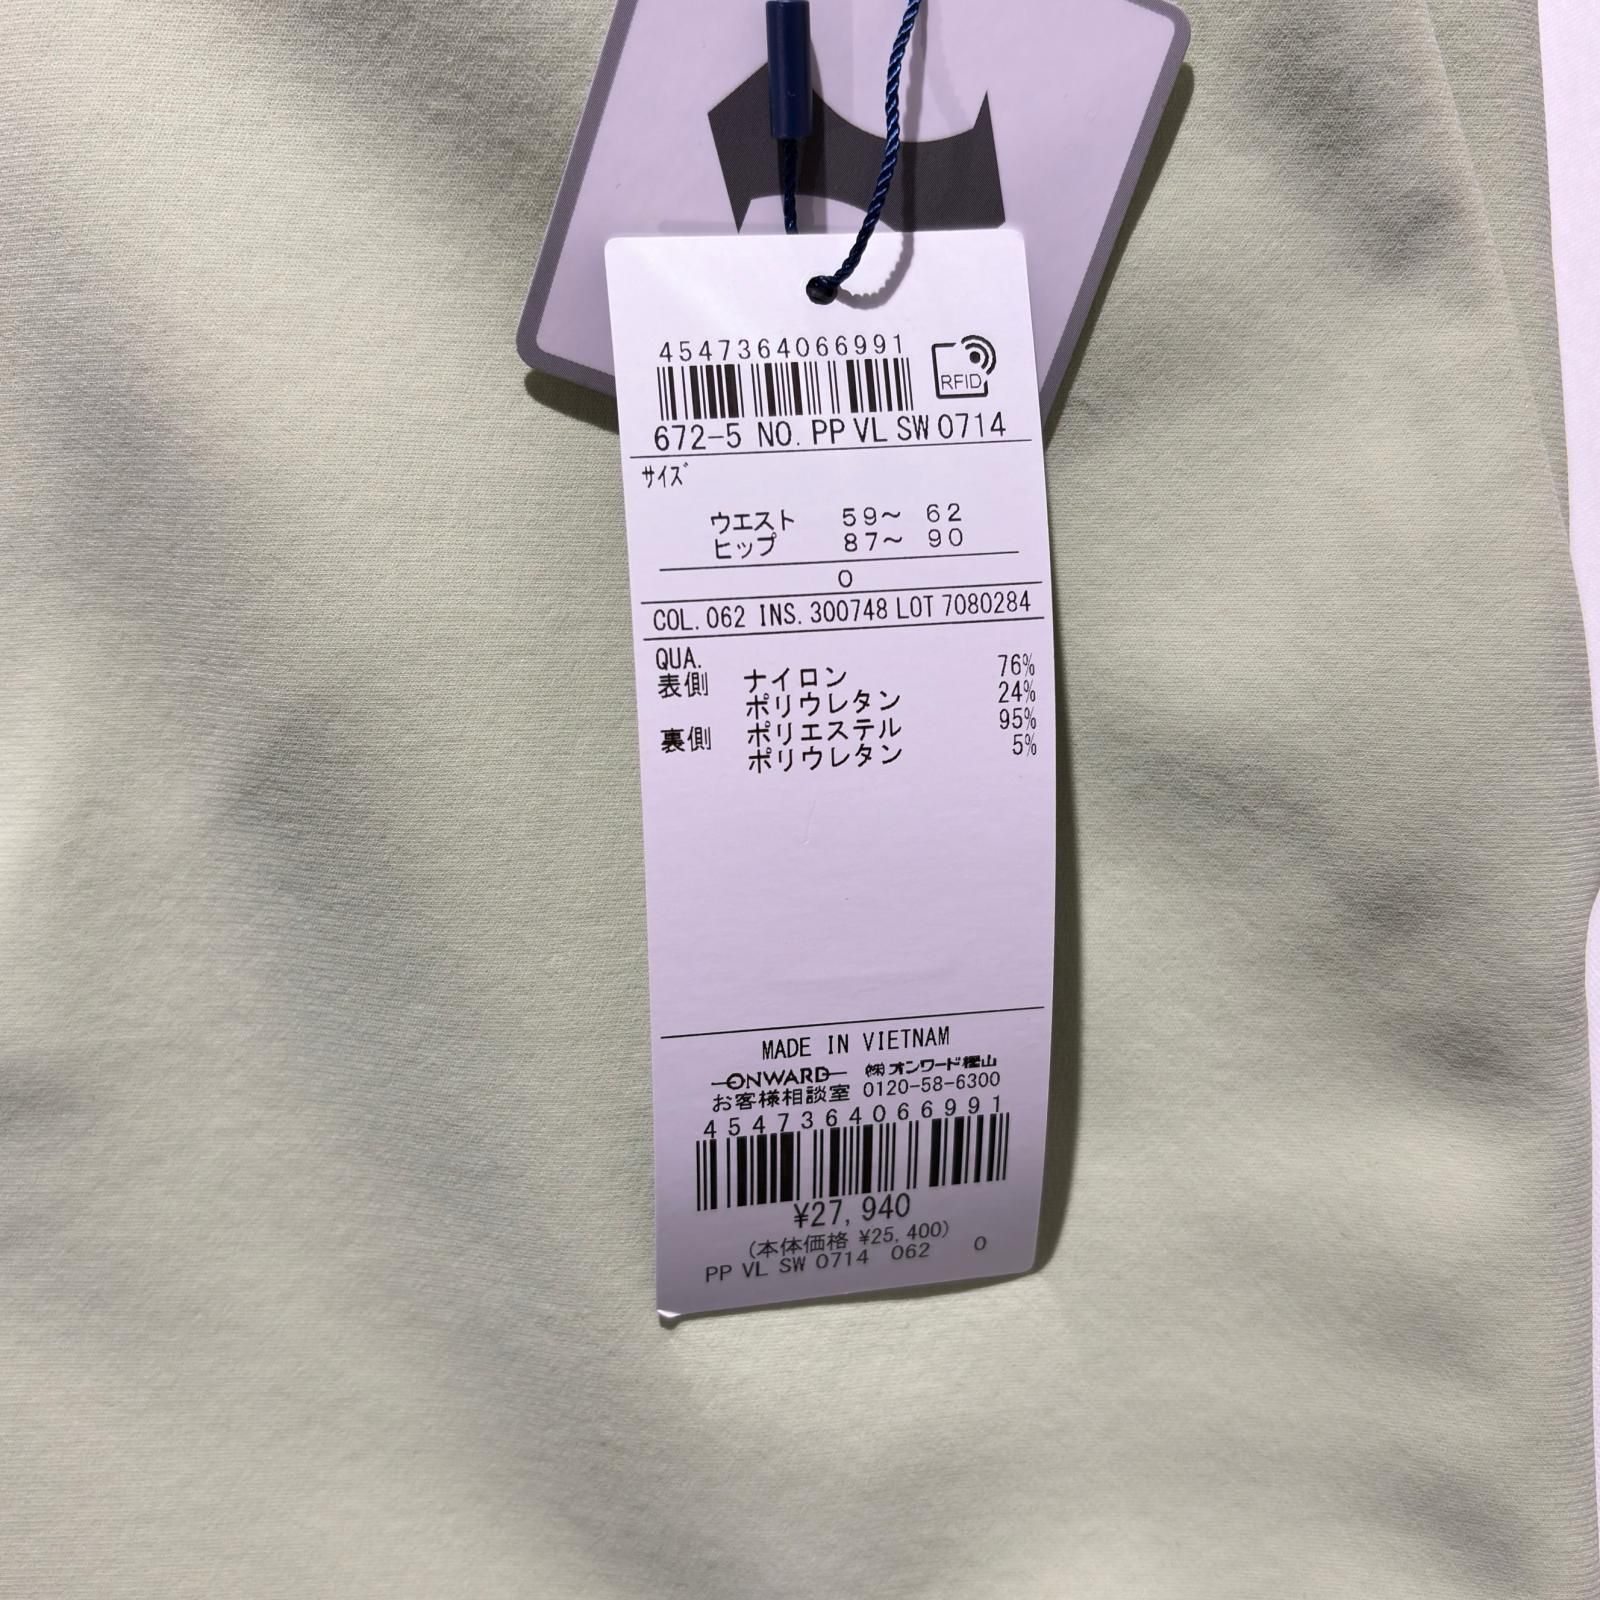 4547364066991
RFID
672-5 NO. PP VL SW 0714
サイズ
ウエスト 59～ 62
ヒップ 87～ 90
0
COL. 062 INS. 300748 LOT 7080284
QUA.
表側 ナイロン 76%
ポリウレタン 24%
裏側 ポリエステル 95%
ポリウレタン 5%
MADE IN VIETNAM
ONWARD ㈱オンワード樫山
お客様相談室 0120-58-6300
4547364066991
¥27,940
(本体価格 ¥25,400)
PP VL SW 0714 062 0